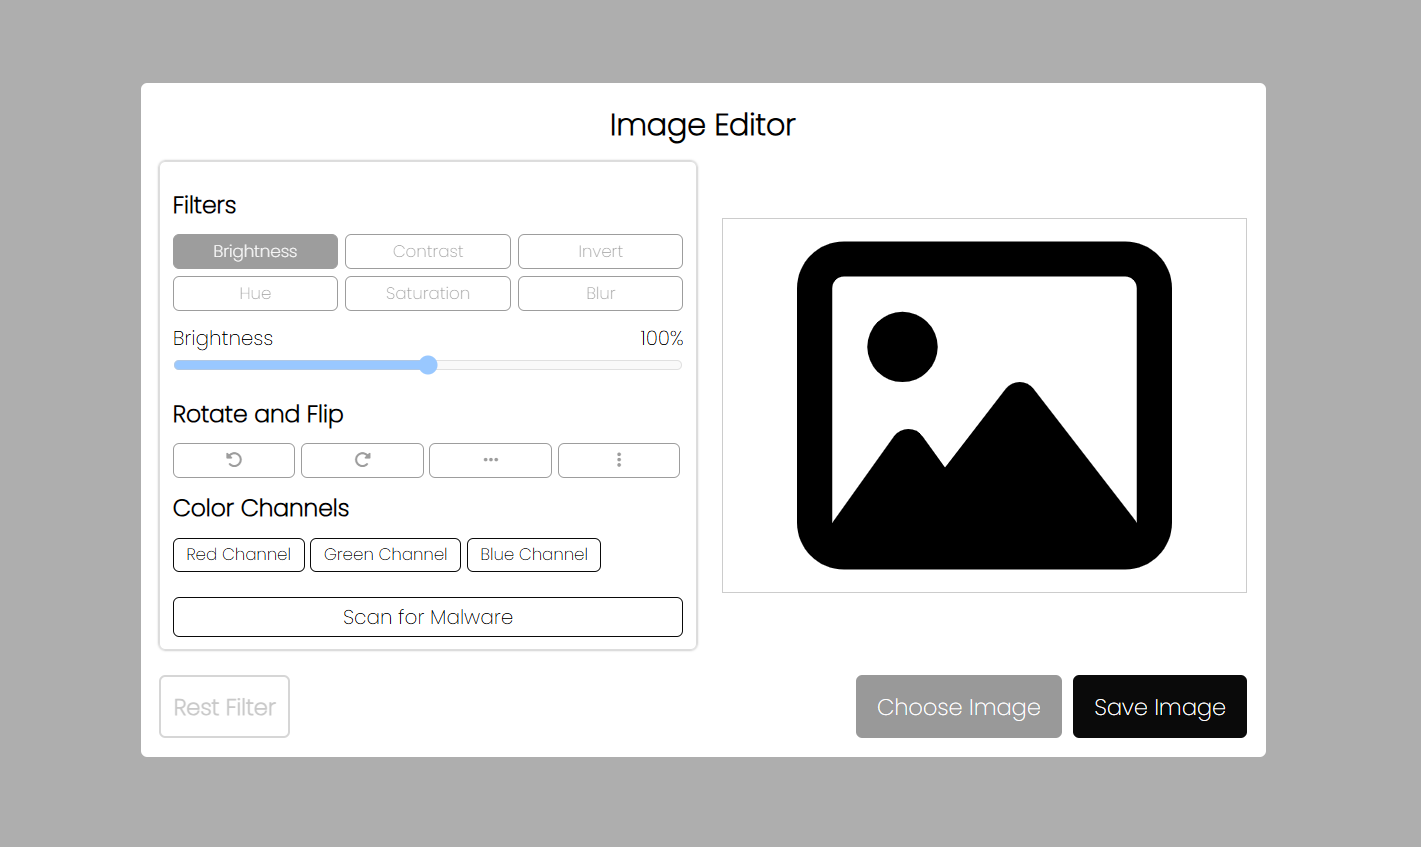 Image Editor
Filters
Brightness Contrast Invert
Hue Saturation Blur
Brightness 100%
Rotate and Flip
Color Channels
Red Channel Green Channel Blue Channel
Scan for Malware
Rest Filter Choose Image Save Image